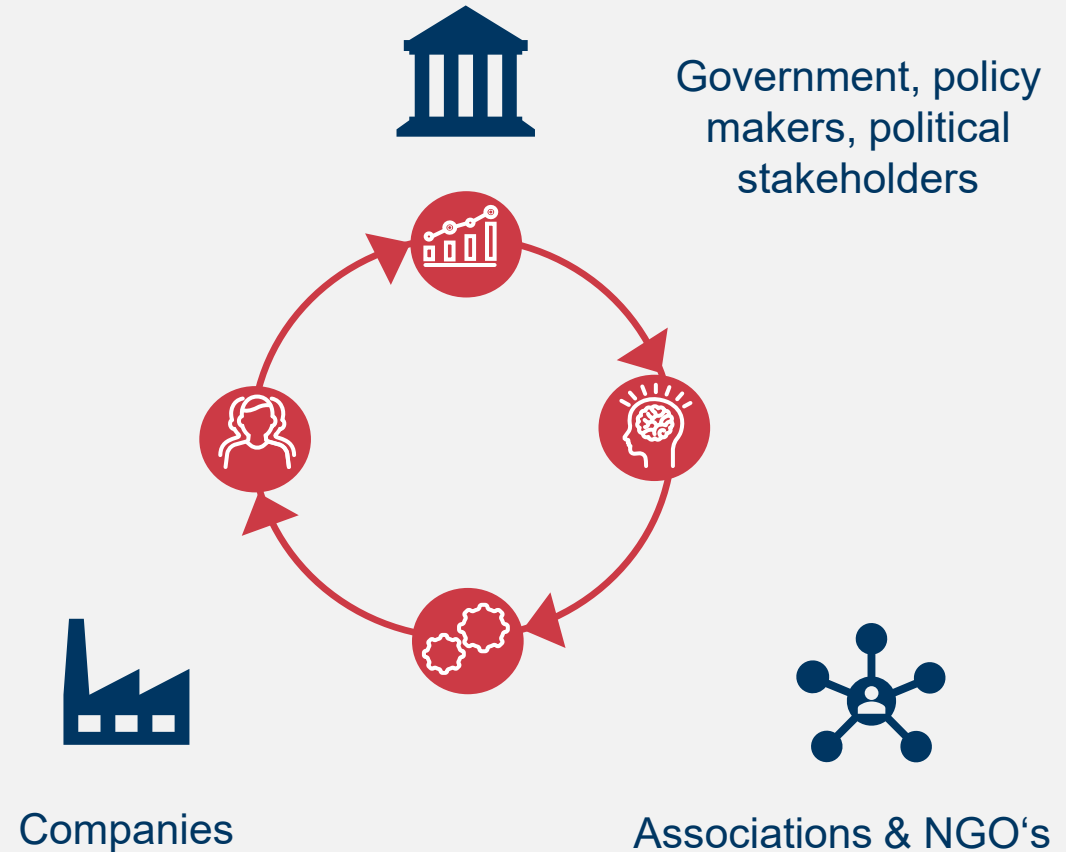 Government, policy
makers, political
stakeholders
Companies
Associations & NGO‘s